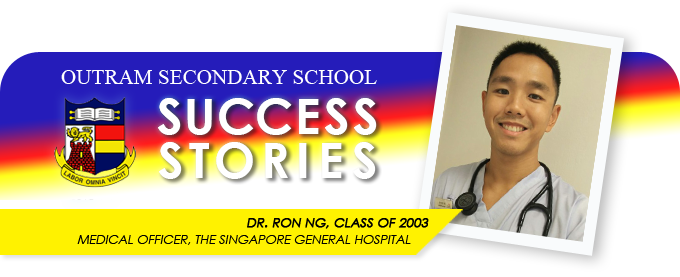 OUTRAM SECONDARY SCHOOL
SUCCESS
STORIES
LABOR OMNIA VINCIT
DR. RON NG, CLASS OF 2003
MEDICAL OFFICER, THE SINGAPORE GENERAL HOSPITAL